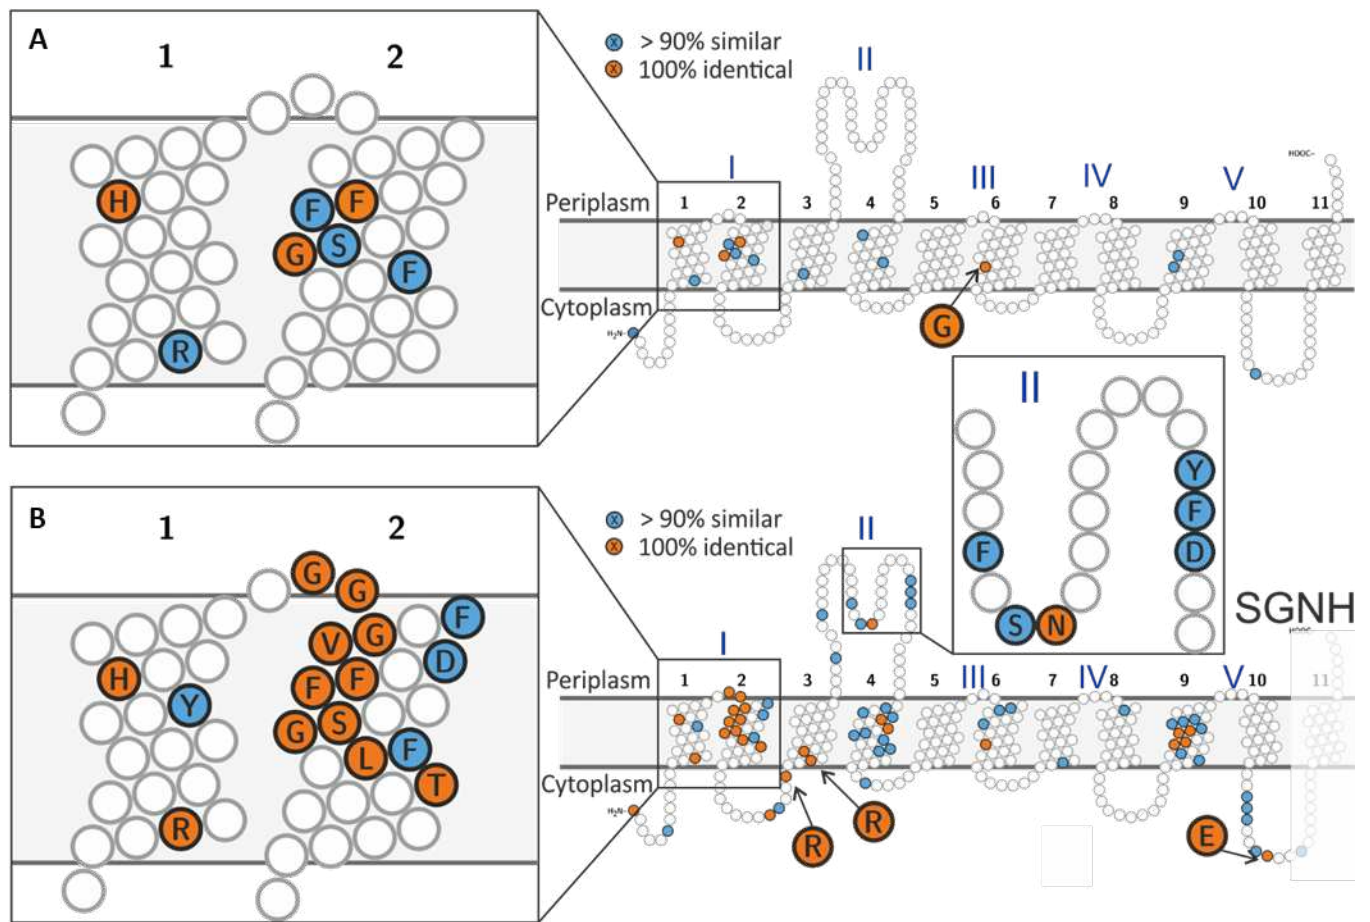 A
1
2
H
F
F
G
S
F
R
> 90% similar
100% identical
I
II
III
IV
V
Periplasm
1 2 3 4 5 6 7 8 9 10 11
HOOC–
Cytoplasm
H₂N–
G
II
Y
F
F
D
S
N
B
1
2
G
G
F
V
G
D
H
F
F
Y
G
S
L
F
T
R
> 90% similar
100% identical
II
SGNH
I
III
IV
V
Periplasm
1 2 3 4 5 6 7 8 9 10 11
Cytoplasm
H₂N–
R
R
E